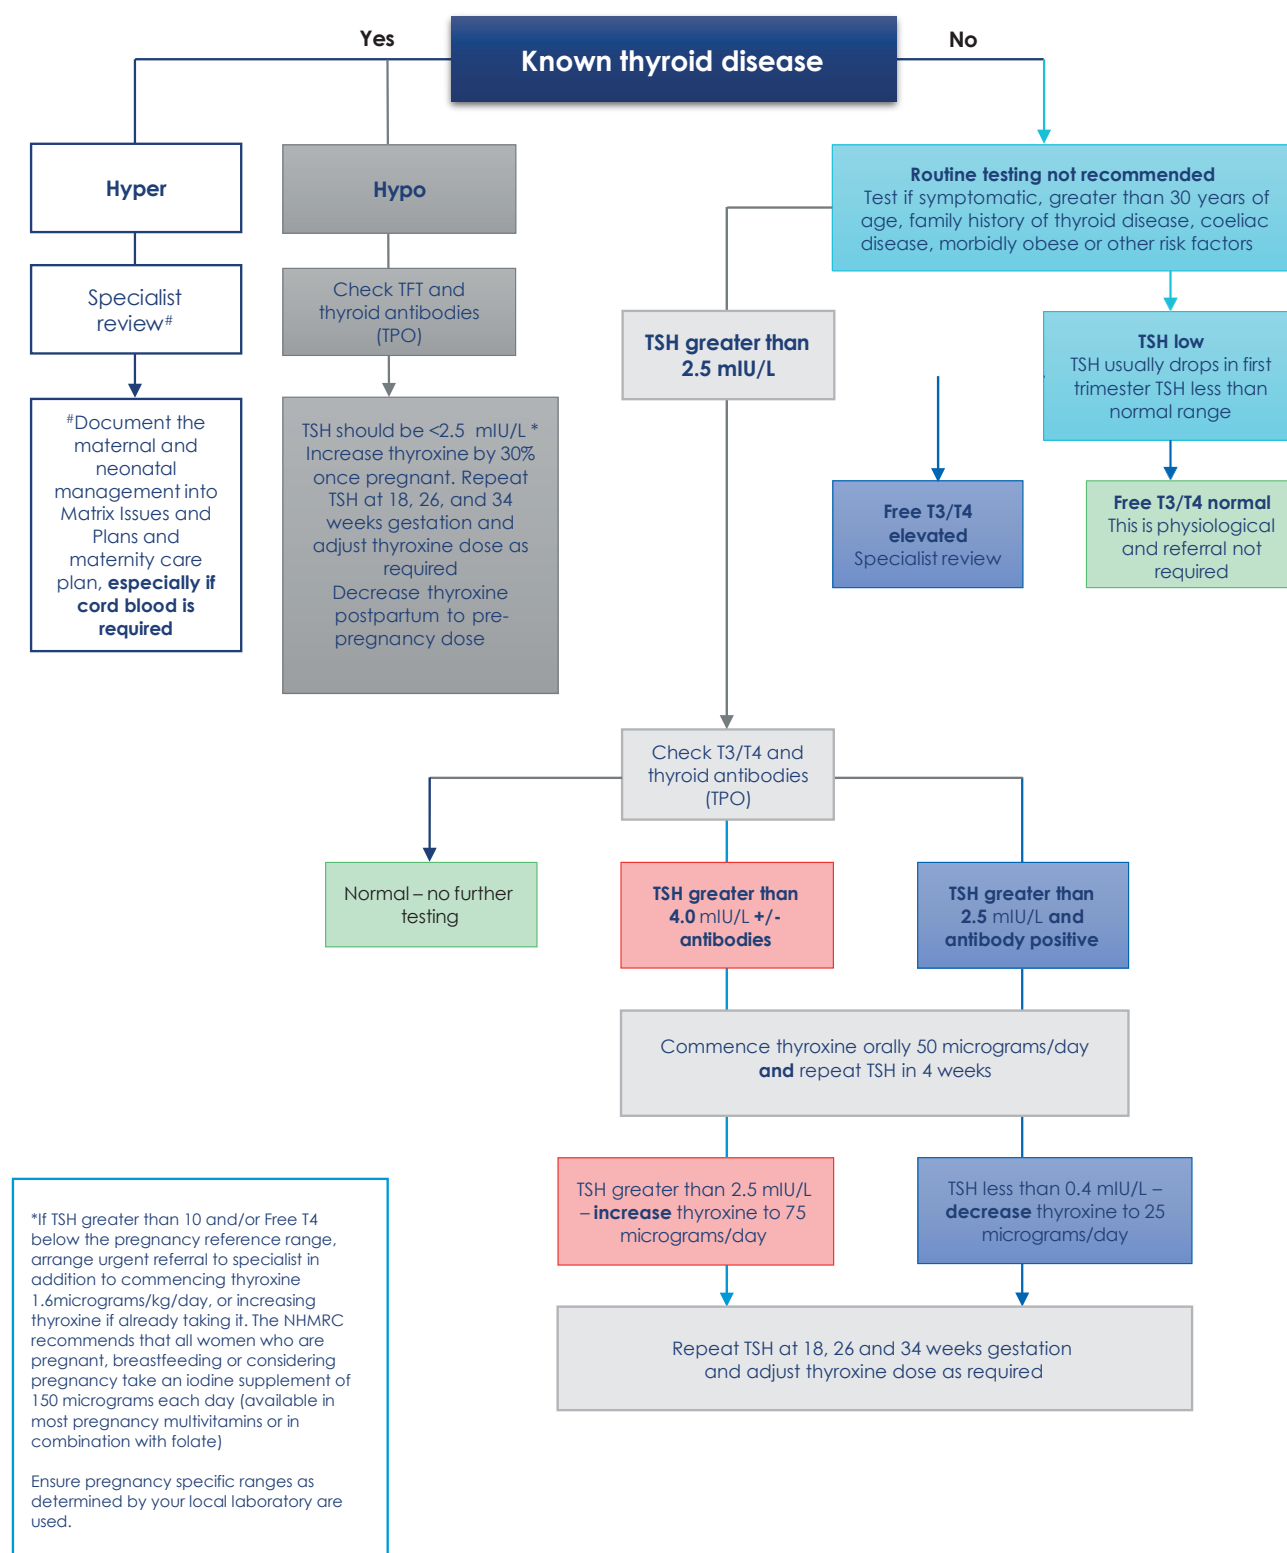 Yes
Known thyroid disease
No
Hyper
Specialist
review#
#Document the
maternal and
neonatal
management into
Matrix Issues and
Plans and
maternity care
plan, especially if
cord blood is
required
Hypo
Check TFT and
thyroid antibodies
(TPO)
TSH should be <2.5 mIU/L *
Increase thyroxine by 30%
once pregnant. Repeat
TSH at 18, 26, and 34
weeks gestation and
adjust thyroxine dose as
required
Decrease thyroxine
postpartum to pre-
pregnancy dose
Routine testing not recommended
Test if symptomatic, greater than 30 years of
age, family history of thyroid disease, coeliac
disease, morbidly obese or other risk factors
TSH greater than
2.5 mIU/L
TSH low
TSH usually drops in first
trimester TSH less than
normal range
Free T3/T4
elevated
Specialist review
Free T3/T4 normal
This is physiological
and referral not
required
Check T3/T4 and
thyroid antibodies
(TPO)
Normal – no further
testing
TSH greater than
4.0 mIU/L +/-
antibodies
TSH greater than
2.5 mIU/L and
antibody positive
Commence thyroxine orally 50 micrograms/day
and repeat TSH in 4 weeks
TSH greater than 2.5 mIU/L
– increase thyroxine to 75
micrograms/day
TSH less than 0.4 mIU/L –
decrease thyroxine to 25
micrograms/day
Repeat TSH at 18, 26 and 34 weeks gestation
and adjust thyroxine dose as required
*If TSH greater than 10 and/or Free T4
below the pregnancy reference range,
arrange urgent referral to specialist in
addition to commencing thyroxine
1.6micrograms/kg/day, or increasing
thyroxine if already taking it. The NHMRC
recommends that all women who are
pregnant, breastfeeding or considering
pregnancy take an iodine supplement of
150 micrograms each day (available in
most pregnancy multivitamins or in
combination with folate)
Ensure pregnancy specific ranges as
determined by your local laboratory are
used.